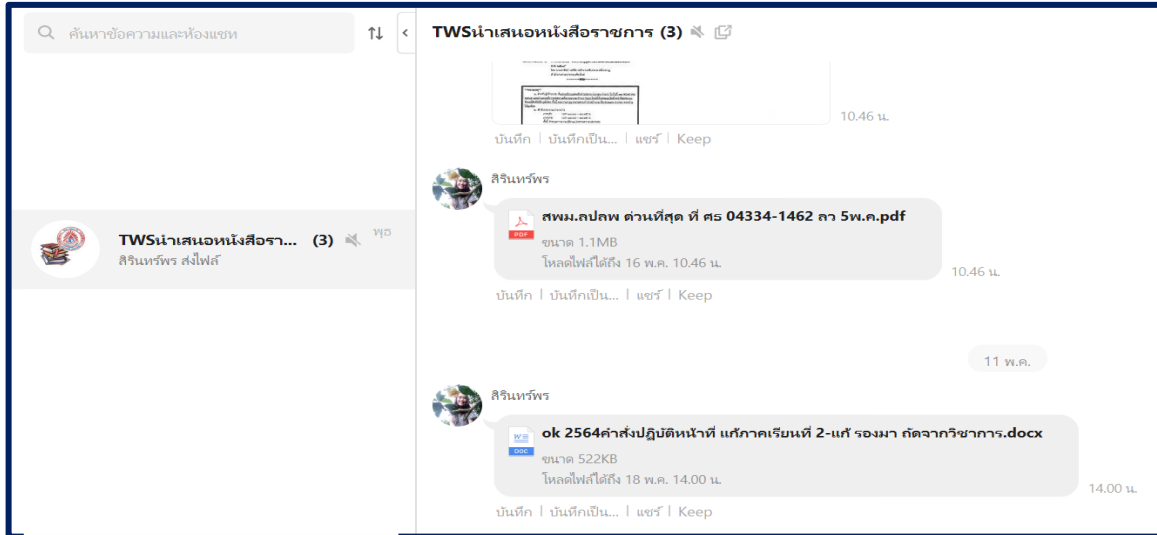 ค้นหาข้อความและห้องแชท
TWSนำเสนอหนังสือรา... (3) พุธ
สิรินทร์พร ส่งไฟล์
TWSนำเสนอหนังสือราชการ (3)
10.46 น.
บันทึก | บันทึกเป็น... | แชร์ | Keep
สิรินทร์พร
สพม.ลปลพ ด่วนที่สุด ที่ ศธ 04334-1462 ลว 5พ.ค.pdf
PDF
ขนาด 1.1MB
โหลดไฟล์ได้ถึง 16 พ.ค. 10.46 น.
10.46 น.
บันทึก | บันทึกเป็น... | แชร์ | Keep
11 พ.ค.
สิรินทร์พร
ok 2564คำสั่งปฏิบัติหน้าที่ แก้ภาคเรียนที่ 2-แก้ รองมา ถัดจากวิชาการ.docx
W
DOC
ขนาด 522KB
โหลดไฟล์ได้ถึง 18 พ.ค. 14.00 น.
14.00 น.
บันทึก | บันทึกเป็น... | แชร์ | Keep